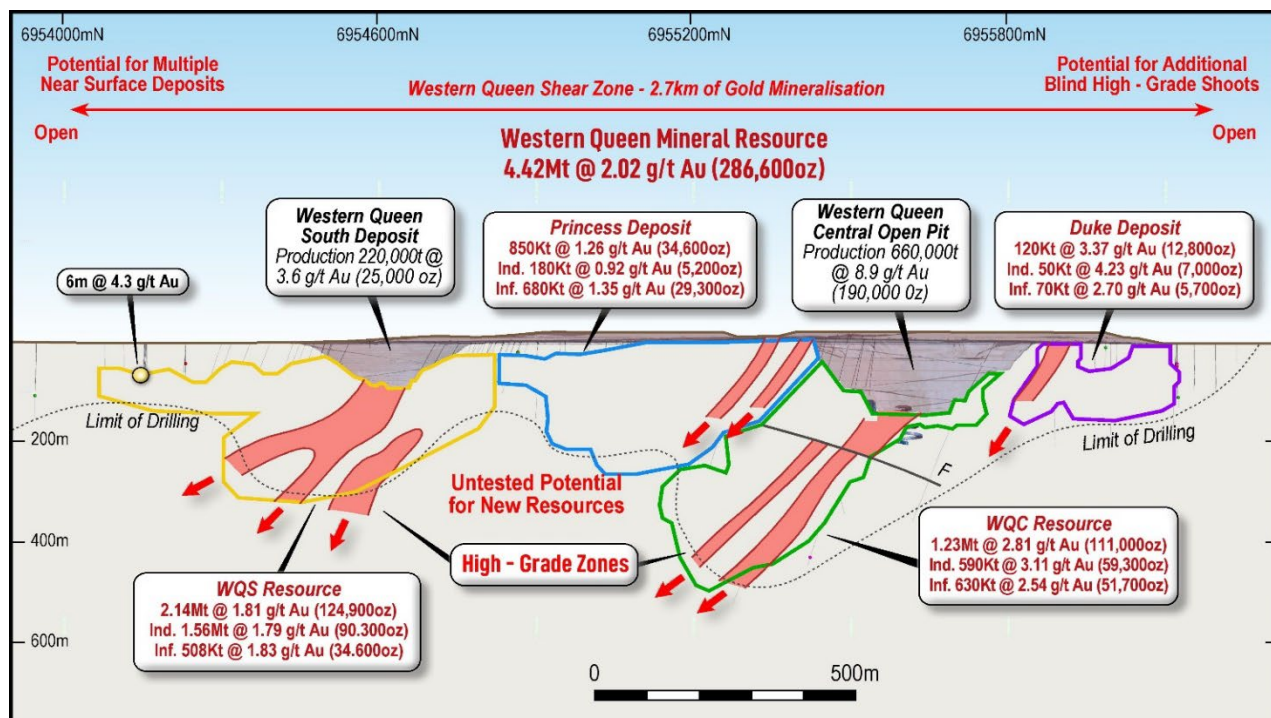 6954000mN
6954600mN
6955200mN
6955800mN
Potential for Multiple
Near Surface Deposits
Western Queen Shear Zone - 2.7km of Gold Mineralisation
Potential for Additional
Blind High - Grade Shoots
Open
Open
Western Queen Mineral Resource
4.42Mt @ 2.02 g/t Au (286,600oz)
Western Queen
South Deposit
Production 220,000t @
3.6 g/t Au (25,000 oz)
Princess Deposit
850Kt @ 1.26 g/t Au (34,600oz)
Ind. 180Kt @ 0.92 g/t Au (5,200oz)
Inf. 680Kt @ 1.35 g/t Au (29,300oz)
Western Queen
Central Open Pit
Production 660,000t
@ 8.9 g/t Au
(190,000 0z)
Duke Deposit
120Kt @ 3.37 g/t Au (12,800oz)
Ind. 50Kt @ 4.23 g/t Au (7,000oz)
Inf. 70Kt @ 2.70 g/t Au (5,700oz)
6m @ 4.3 g/t Au
Limit of Drilling
Limit of Drilling
200m
F
Untested Potential
for New Resources
400m
High - Grade Zones
WQC Resource
1.23Mt @ 2.81 g/t Au (111,000oz)
Ind. 590Kt @ 3.11 g/t Au (59,300oz)
Inf. 630Kt @ 2.54 g/t Au (51,700oz)
WQS Resource
2.14Mt @ 1.81 g/t Au (124,900oz)
Ind. 1.56Mt @ 1.79 g/t Au (90.300oz)
Inf. 508Kt @ 1.83 g/t Au (34.600oz)
600m
0
500m